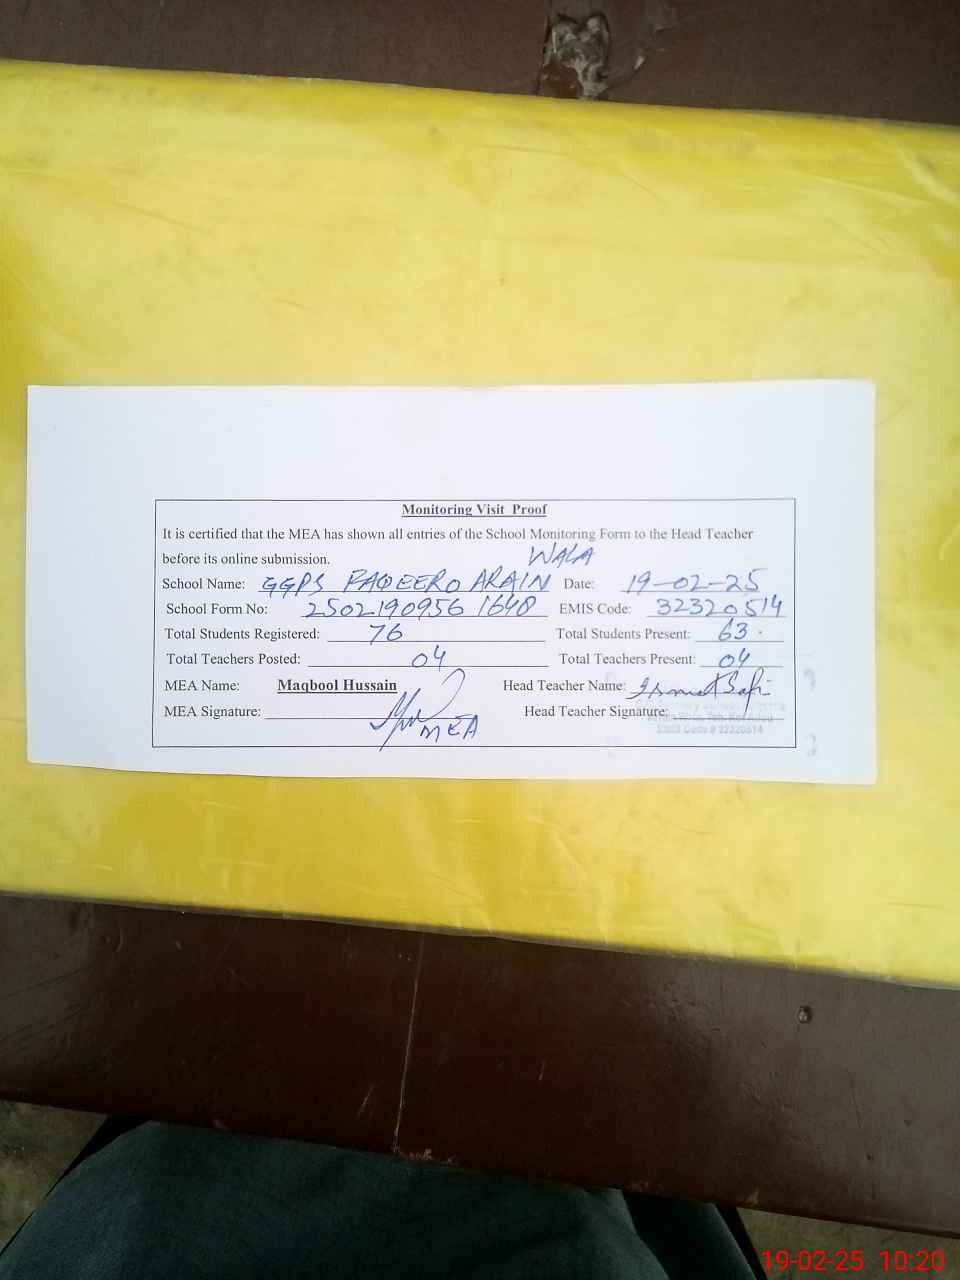 Monitoring Visit Proof
It is certified that the MEA has shown all entries of the School Monitoring Form to the Head Teacher
before its online submission.
WALA
School Name: GGPS FAQEERO ARAIN Date: 19-02-25
School Form No: 2502190956 1640 EMIS Code: 32320514
Total Students Registered: 76 Total Students Present: 63.
Total Teachers Posted: 04 Total Teachers Present: 04
MEA Name: Maqbool Hussain Head Teacher Name:
MEA Signature: MEA Head Teacher Signature:
EMIS Code # 32320514
19-02-25 10:20